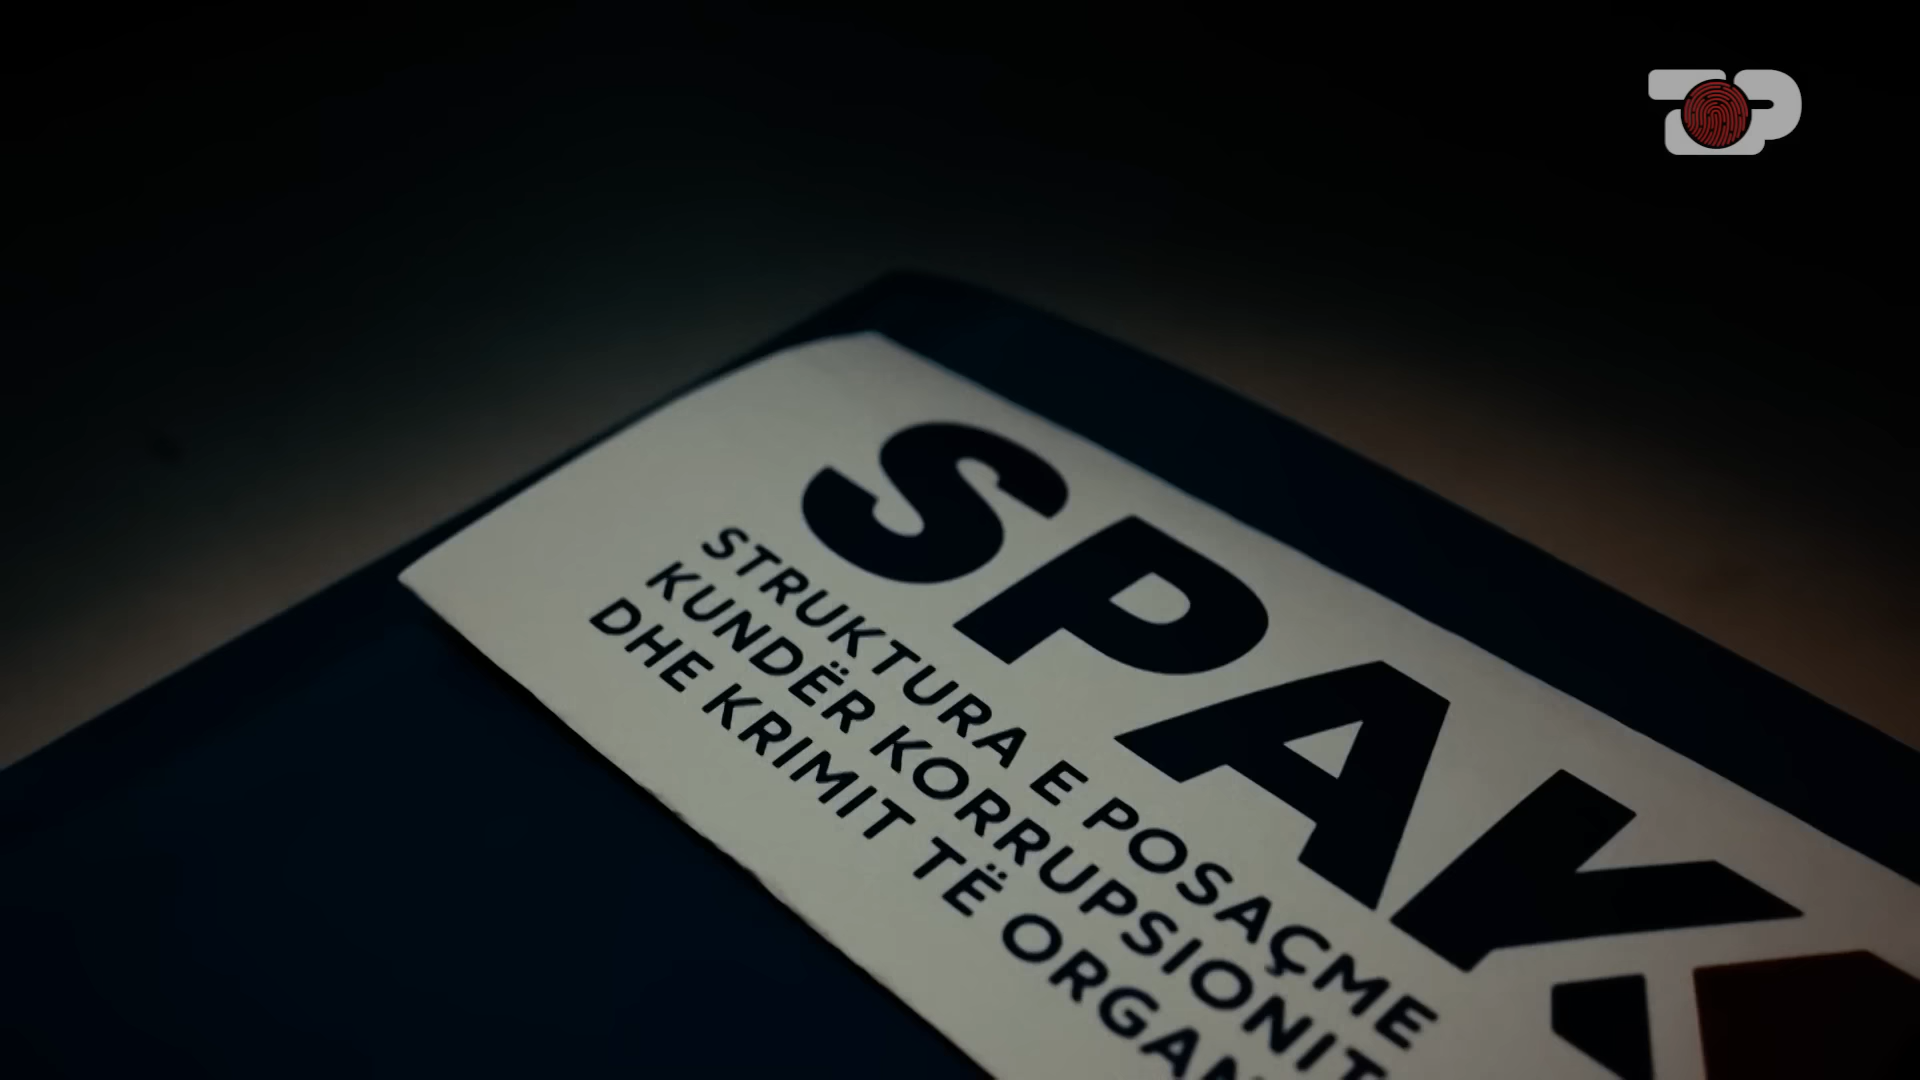 SPAK
STRUKTURA E POSAÇME
KUNDËR KORRUPSIONIT
DHE KRIMIT TË ORGAN